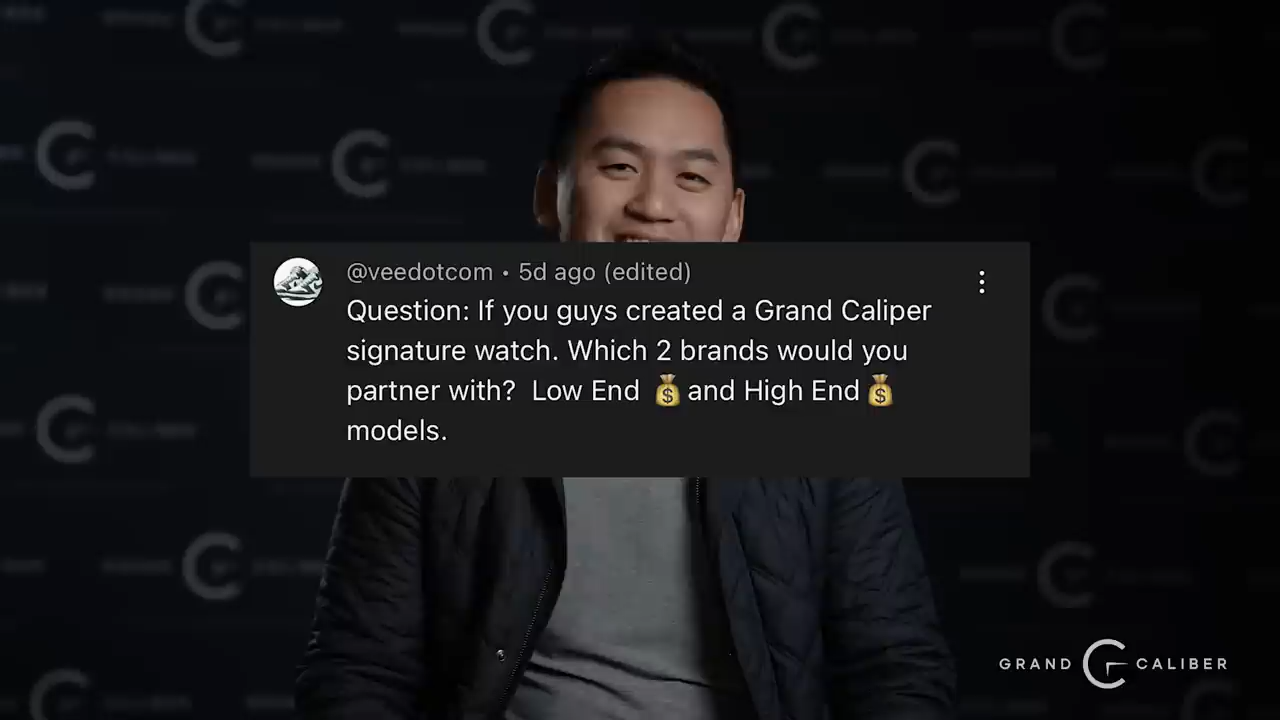 @veedotcom • 5d ago (edited)
Question: If you guys created a Grand Caliper
signature watch. Which 2 brands would you
partner with?  Low End 💰and High End💰
models.
GRAND CALIBER